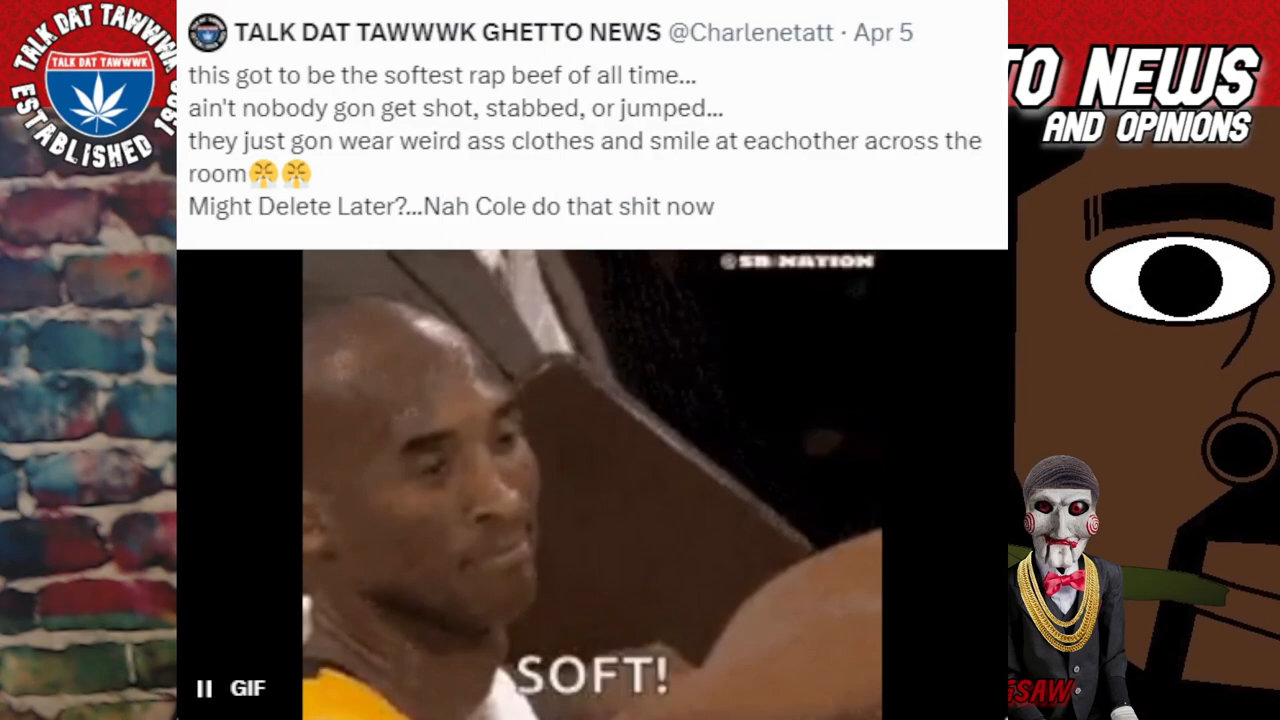 TALK DAT TAWWWK
TALK DAT TAWWWK
ESTABLISHED
TALK DAT TAWWWK GHETTO NEWS @Charlenetatt · Apr 5
this got to be the softest rap beef of all time...
ain't nobody gon get shot, stabbed, or jumped...
they just gon wear weird ass clothes and smile at eachother across the
room😤😤
Might Delete Later?...Nah Cole do that shit now
TO NEWS
AND OPINIONS
@SB NATION
SOFT!
GIF
GSAW